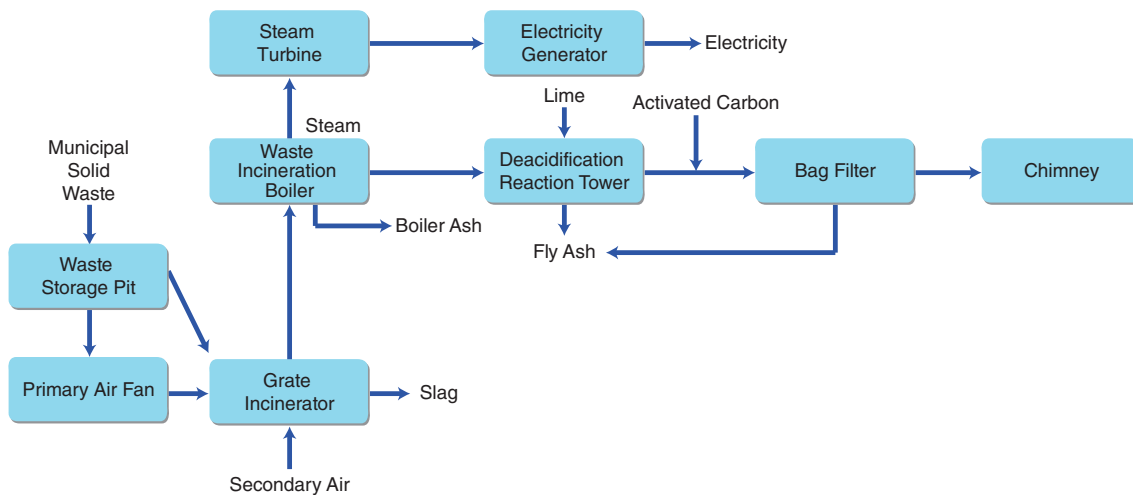 Steam
Turbine
Electricity
Generator
Electricity
Lime
Activated Carbon
Steam
Municipal
Solid
Waste
Waste
Incineration
Boiler
Deacidification
Reaction Tower
Bag Filter
Chimney
Boiler Ash
Fly Ash
Waste
Storage Pit
Primary Air Fan
Grate
Incinerator
Slag
Secondary Air